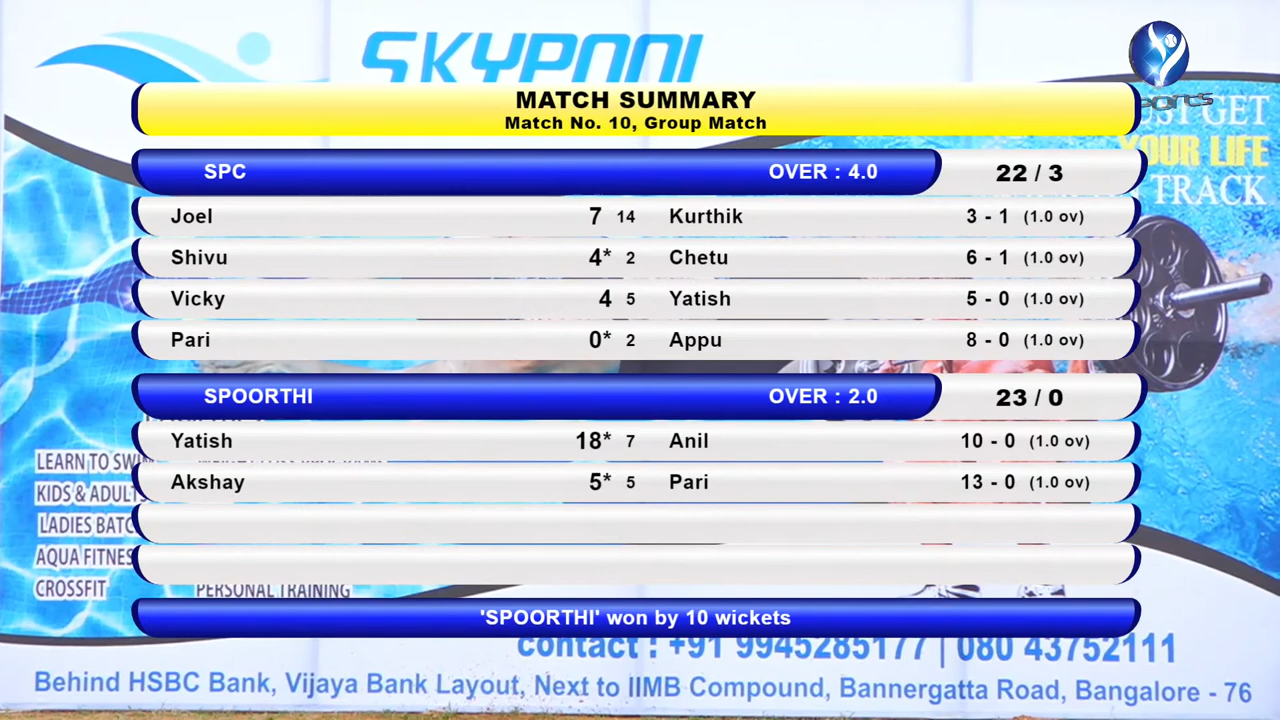 SKYPOOL
MATCH SUMMARY
Match No. 10, Group Match
SPC OVER : 4.0 22 / 3
Joel 7 14 Kurthik 3 - 1 (1.0 ov)
Shivu 4* 2 Chetu 6 - 1 (1.0 ov)
Vicky 4 5 Yatish 5 - 0 (1.0 ov)
Pari 0* 2 Appu 8 - 0 (1.0 ov)
SPOORTHI OVER : 2.0 23 / 0
Yatish 18* 7 Anil 10 - 0 (1.0 ov)
Akshay 5* 5 Pari 13 - 0 (1.0 ov)
'SPOORTHI' won by 10 wickets
UST GET
YOUR LIFE
TRACK
LEARN TO SWI
KIDS & ADULTS
LADIES BATC
AQUA FITNES
CROSSFIT
PERSONAL TRAINING
contact : +91 9945285177 | 080 43752111
Behind HSBC Bank, Vijaya Bank Layout, Next to IIMB Compound, Bannergatta Road, Bangalore - 76